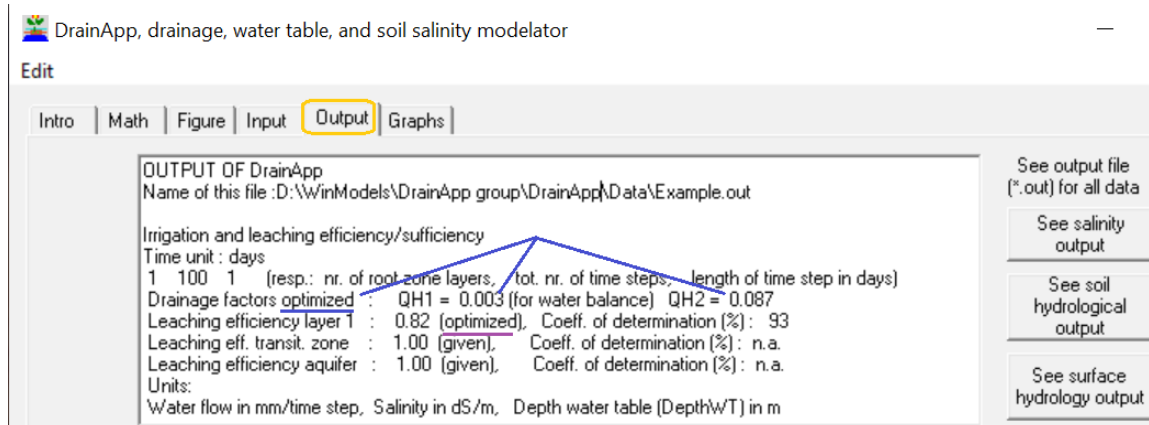 DrainApp, drainage, water table, and soil salinity modelator
Edit
Intro Math Figure Input Output Graphs
OUTPUT OF DrainApp
Name of this file :D:\WinModels\DrainApp group\DrainApp\Data\Example.out
Irrigation and leaching efficiency/sufficiency
Time unit : days
1 100 1 (resp.: nr. of root zone layers, tot. nr. of time steps, length of time step in days)
Drainage factors optimized : QH1 = 0.003 (for water balance) QH2 = 0.087
Leaching efficiency layer 1 : 0.82 (optimized), Coeff. of determination (%) : 93
Leaching eff. transit. zone : 1.00 (given), Coeff. of determination (%) : n.a.
Leaching efficiency aquifer : 1.00 (given), Coeff. of determination (%) : n.a.
Units:
Water flow in mm/time step, Salinity in dS/m, Depth water table (DepthWT) in m
See output file
(*.out) for all data
See salinity
output
See soil
hydrological
output
See surface
hydrology output